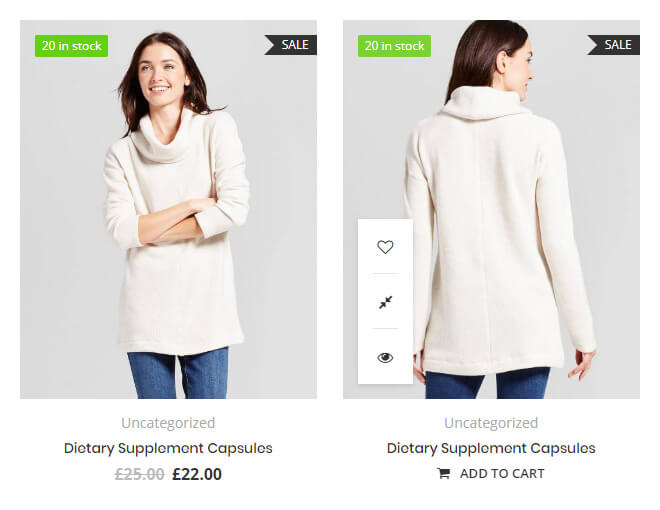 20 in stock
SALE
Uncategorized
Dietary Supplement Capsules
£25.00 £22.00
20 in stock
SALE
Uncategorized
Dietary Supplement Capsules
ADD TO CART